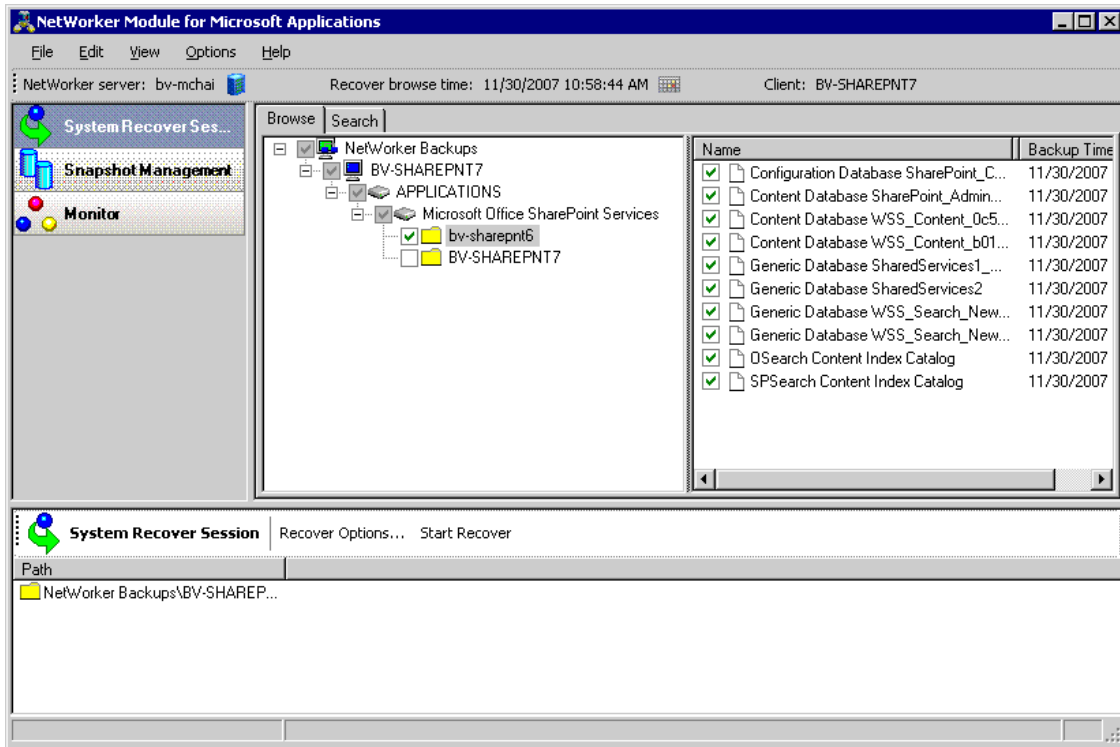 NetWorker Module for Microsoft Applications
File Edit View Options Help
NetWorker server: bv-mchai Recover browse time: 11/30/2007 10:58:44 AM Client: BV-SHAREPNT7
System Recover Ses...
Snapshot Management
Monitor
Browse Search
NetWorker Backups
BV-SHAREPNT7
APPLICATIONS
Microsoft Office SharePoint Services
bv-sharepnt6
BV-SHAREPNT7
Name Backup Time
Configuration Database SharePoint_C... 11/30/2007
Content Database SharePoint_Admin... 11/30/2007
Content Database WSS_Content_0c5... 11/30/2007
Content Database WSS_Content_b01... 11/30/2007
Generic Database SharedServices1_... 11/30/2007
Generic Database SharedServices2 11/30/2007
Generic Database WSS_Search_New... 11/30/2007
Generic Database WSS_Search_New... 11/30/2007
OSearch Content Index Catalog 11/30/2007
SPSearch Content Index Catalog 11/30/2007
System Recover Session Recover Options... Start Recover
Path
NetWorker Backups\BV-SHAREP...